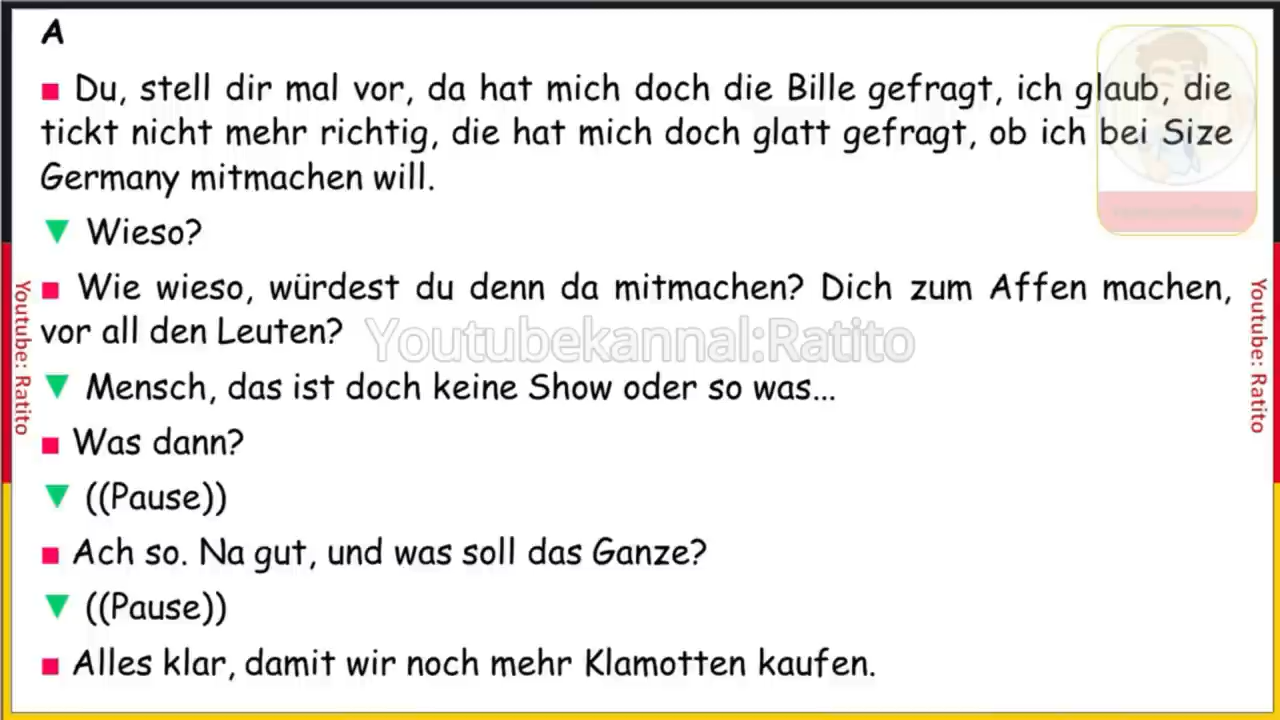 A
■ Du, stell dir mal vor, da hat mich doch die Bille gefragt, ich glaub, die
tickt nicht mehr richtig, die hat mich doch glatt gefragt, ob ich bei Size
Germany mitmachen will.
▼ Wieso?
■ Wie wieso, würdest du denn da mitmachen? Dich zum Affen machen,
vor all den Leuten?
Youtubekannal:Ratito
▼ Mensch, das ist doch keine Show oder so was...
■ Was dann?
▼ ((Pause))
■ Ach so. Na gut, und was soll das Ganze?
▼ ((Pause))
■ Alles klar, damit wir noch mehr Klamotten kaufen.
Youtube: Ratito
Youtube: Ratito